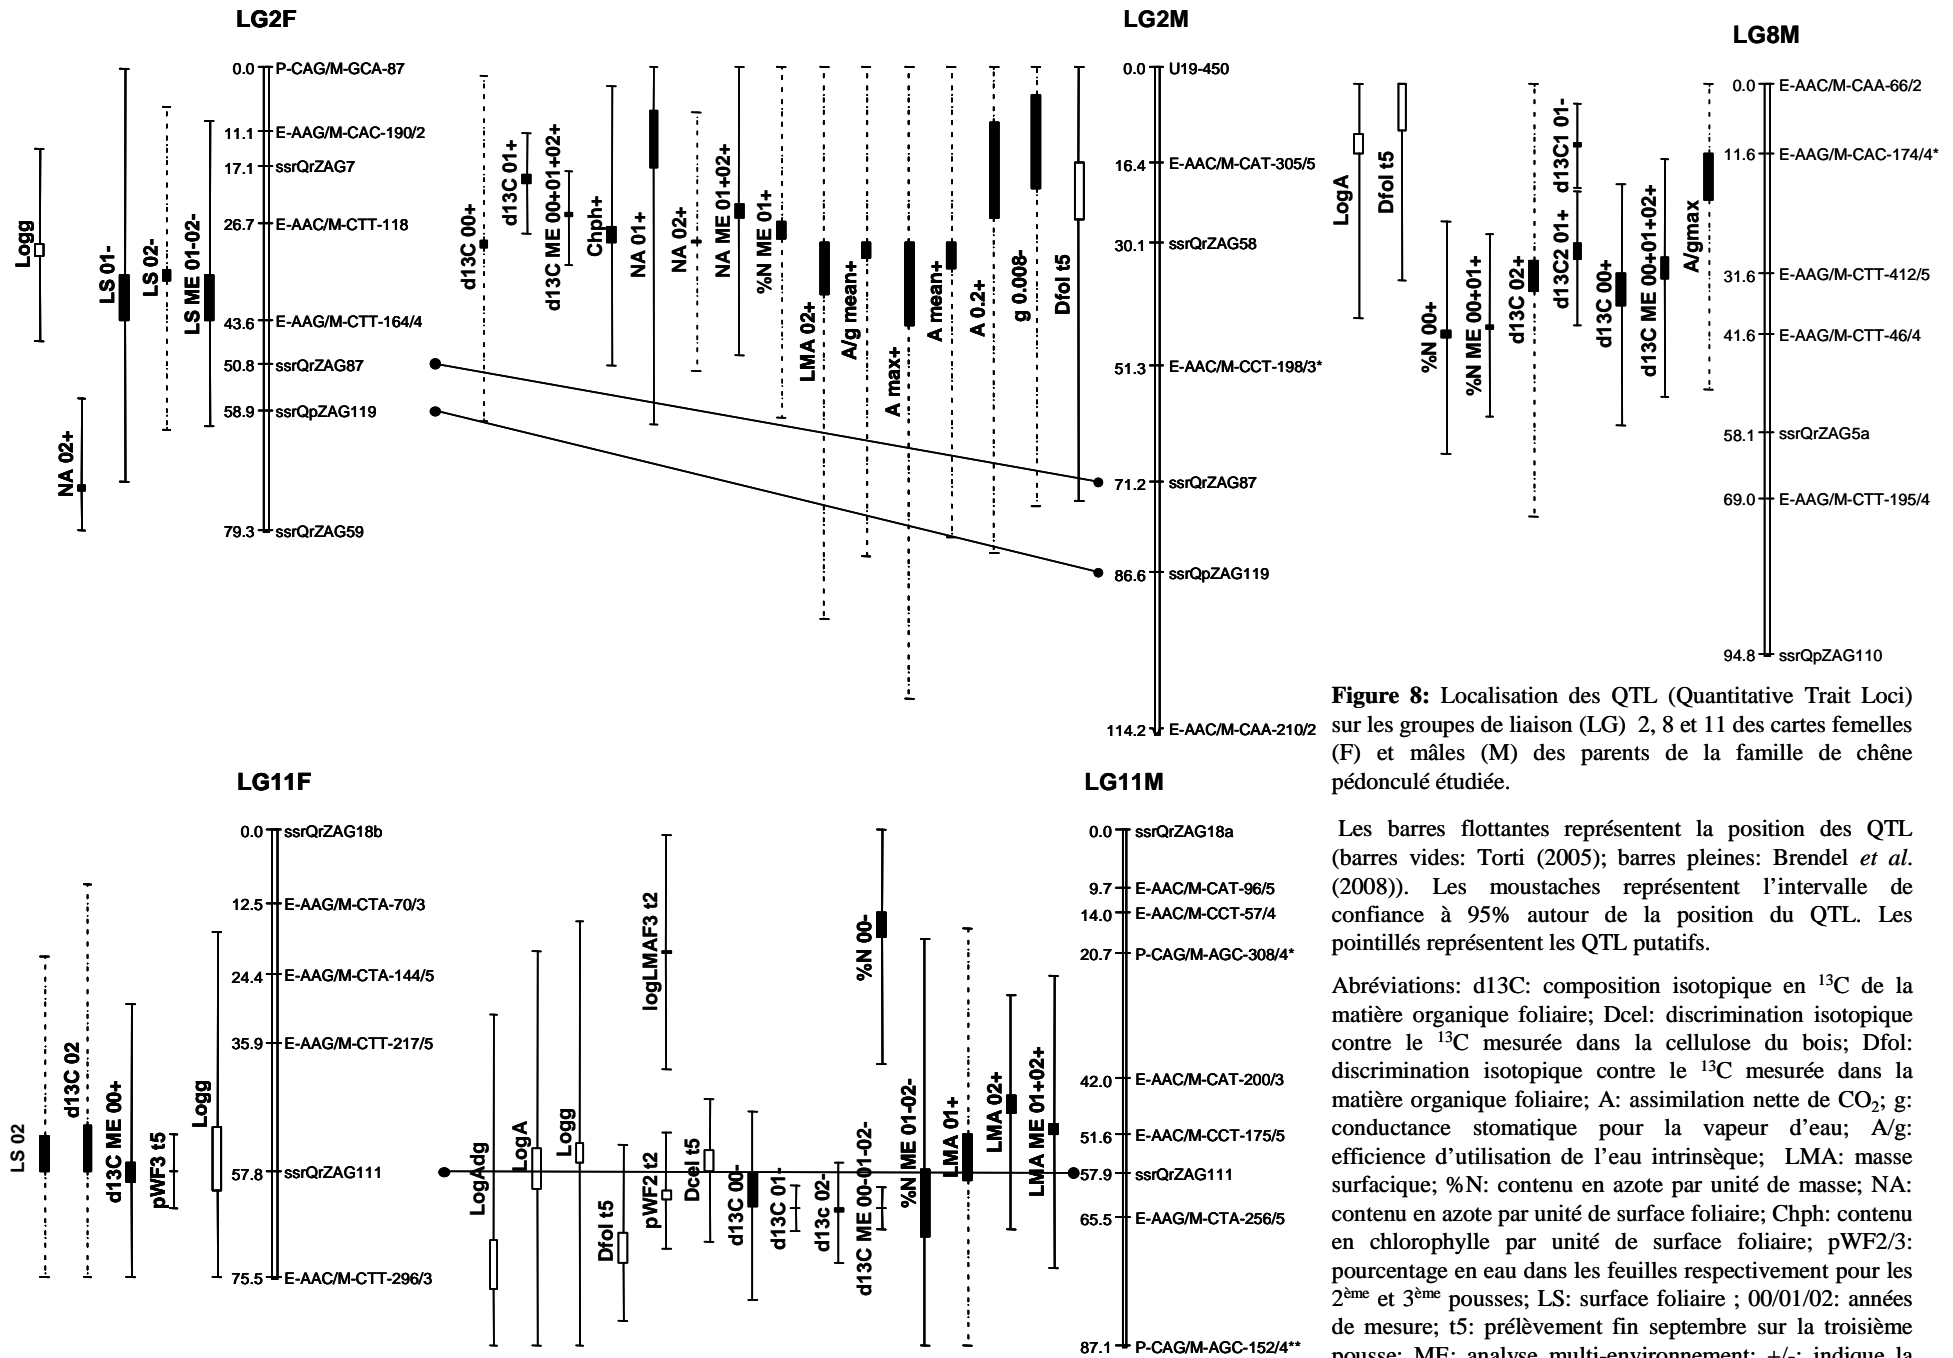 LG2F
LG2M
LG8M
0.0 P-CAG/M-GCA-87
11.1 E-AAG/M-CAC-190/2
17.1 ssrQrZAG7
26.7 E-AAC/M-CTT-118
43.6 E-AAG/M-CTT-164/4
50.8 ssrQrZAG87
58.9 ssrQpZAG119
79.3 ssrQrZAG59
Logg
NA 02+
LS 01-
LS 02-
LS ME 01-02-
d13C 00+
d13C 01+
d13C ME 00+01+02+
Chph+
NA 01+
NA 02+
NA ME 01+02+
%N ME 01+
LMA 02+
A/g mean+
A max+
A mean+
A 0.2+
g 0.008-
Dfol t5
0.0 U19-450
16.4 E-AAC/M-CAT-305/5
30.1 ssrQrZAG58
51.3 E-AAC/M-CCT-198/3*
71.2 ssrQrZAG87
86.6 ssrQpZAG119
114.2 E-AAC/M-CAA-210/2
LogA
Dfol t5
%N 00+
%N ME 00+01+
d13C 02+
d13C1 01-
d13C2 01+
d13C 00+
d13C ME 00+01+02+
A/gmax
0.0 E-AAC/M-CAA-66/2
11.6 E-AAG/M-CAC-174/4*
31.6 E-AAG/M-CTT-412/5
41.6 E-AAG/M-CTT-46/4
58.1 ssrQrZAG5a
69.0 E-AAG/M-CTT-195/4
94.8 ssrQpZAG110
LG11F
LG11M
LS 02
d13C 02
d13C ME 00+
pWF3 t5
Logg
0.0 ssrQrZAG18b
12.5 E-AAG/M-CTA-70/3
24.4 E-AAG/M-CTA-144/5
35.9 E-AAG/M-CTT-217/5
57.8 ssrQrZAG111
75.5 E-AAC/M-CTT-296/3
LogAdg
LogA
Logg
Dfol t5
logLMAF3 t2
pWF2 t2
Dcel t5
d13C 00-
d13C 01-
d13c 02-
d13C ME 00-01-02-
%N 00-
%N ME 01-02-
LMA 01+
LMA 02+
LMA ME 01+02+
0.0 ssrQrZAG18a
9.7 E-AAC/M-CAT-96/5
14.0 E-AAC/M-CCT-57/4
20.7 P-CAG/M-AGC-308/4*
42.0 E-AAC/M-CAT-200/3
51.6 E-AAC/M-CCT-175/5
57.9 ssrQrZAG111
65.5 E-AAG/M-CTA-256/5
87.1 P-CAG/M-AGC-152/4**
Figure 8: Localisation des QTL (Quantitative Trait Loci)
sur les groupes de liaison (LG) 2, 8 et 11 des cartes femelles
(F) et mâles (M) des parents de la famille de chêne
pédonculé étudiée.
Les barres flottantes représentent la position des QTL
(barres vides: Torti (2005); barres pleines: Brendel et al.
(2008)). Les moustaches représentent l’intervalle de
confiance à 95% autour de la position du QTL. Les
pointillés représentent les QTL putatifs.
Abréviations: d13C: composition isotopique en ¹³C de la
matière organique foliaire; Dcel: discrimination isotopique
contre le ¹³C mesurée dans la cellulose du bois; Dfol:
discrimination isotopique contre le ¹³C mesurée dans la
matière organique foliaire; A: assimilation nette de CO₂; g:
conductance stomatique pour la vapeur d’eau; A/g:
efficience d’utilisation de l’eau intrinsèque; LMA: masse
surfacique; %N: contenu en azote par unité de masse; NA:
contenu en azote par unité de surface foliaire; Chph: contenu
en chlorophylle par unité de surface foliaire; pWF2/3:
pourcentage en eau dans les feuilles respectivement pour les
2ème et 3ème pousses; LS: surface foliaire ; 00/01/02: années
de mesure; t5: prélèvement fin septembre sur la troisième
pousse; ME: analyse multi-environnement; +/-: indique la